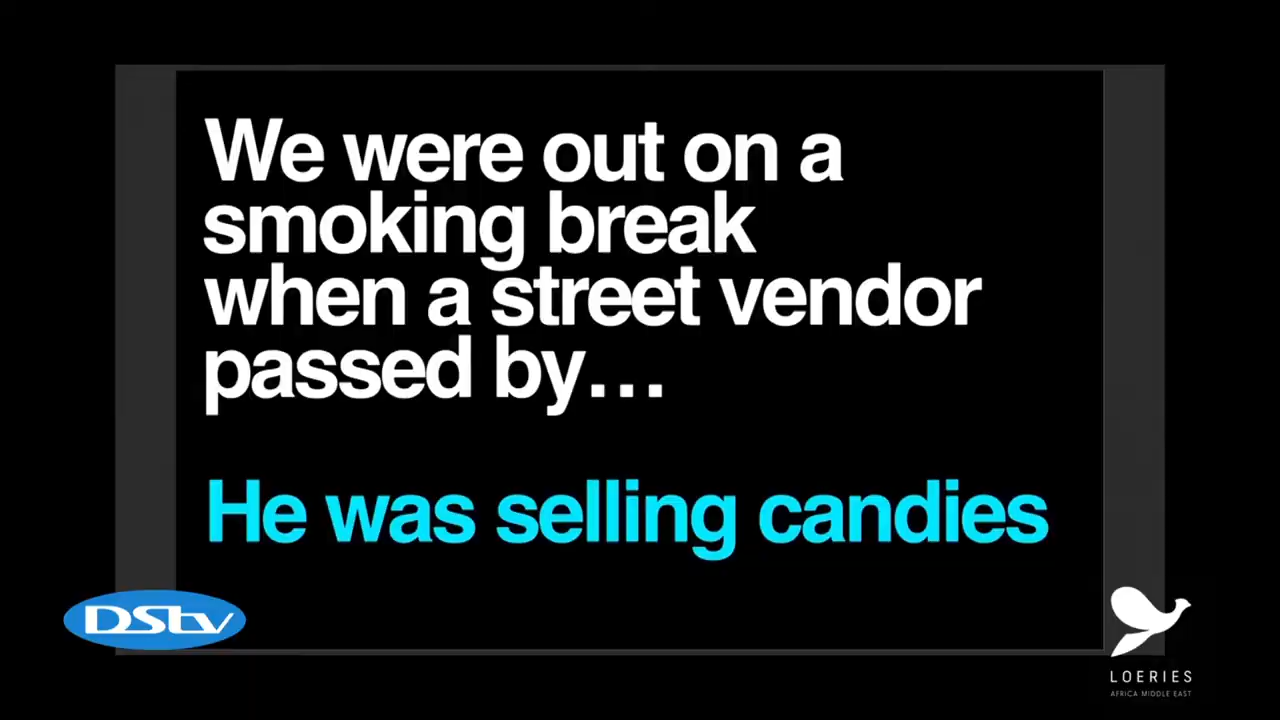 We were out on a
smoking break
when a street vendor
passed by...
He was selling candies
DStv
LOERIES
AFRICA MIDDLE EAST